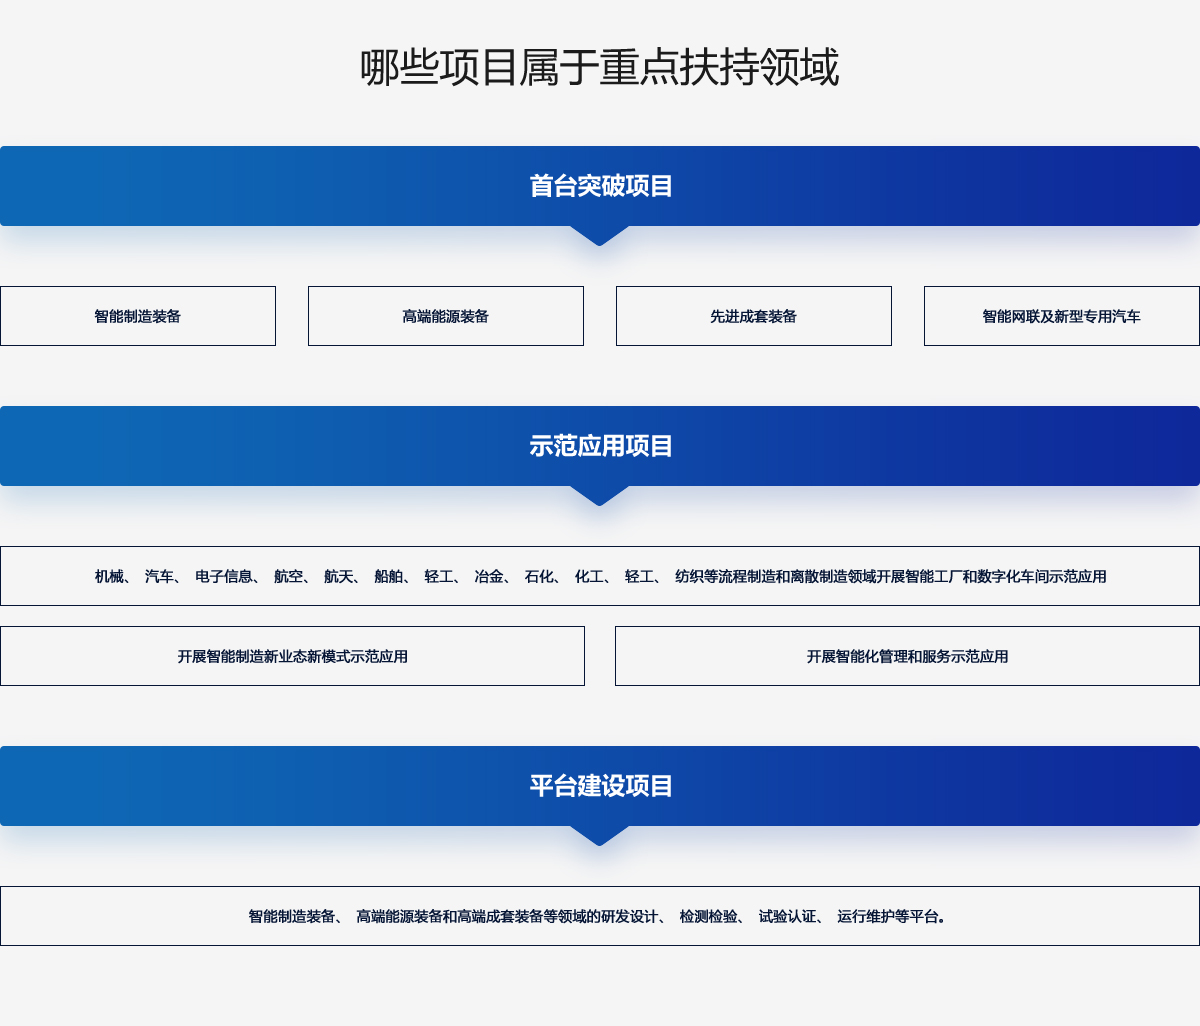 哪些项目属于重点扶持领域
首台突破项目
智能制造装备
高端能源装备
先进成套装备
智能网联及新型专用汽车
示范应用项目
机械、 汽车、 电子信息、 航空、 航天、 船舶、 轻工、 冶金、 石化、 化工、 轻工、 纺织等流程制造和离散制造领域开展智能工厂和数字化车间示范应用
开展智能制造新业态新模式示范应用
开展智能化管理和服务示范应用
平台建设项目
智能制造装备、 高端能源装备和高端成套装备等领域的研发设计、 检测检验、 试验认证、 运行维护等平台。